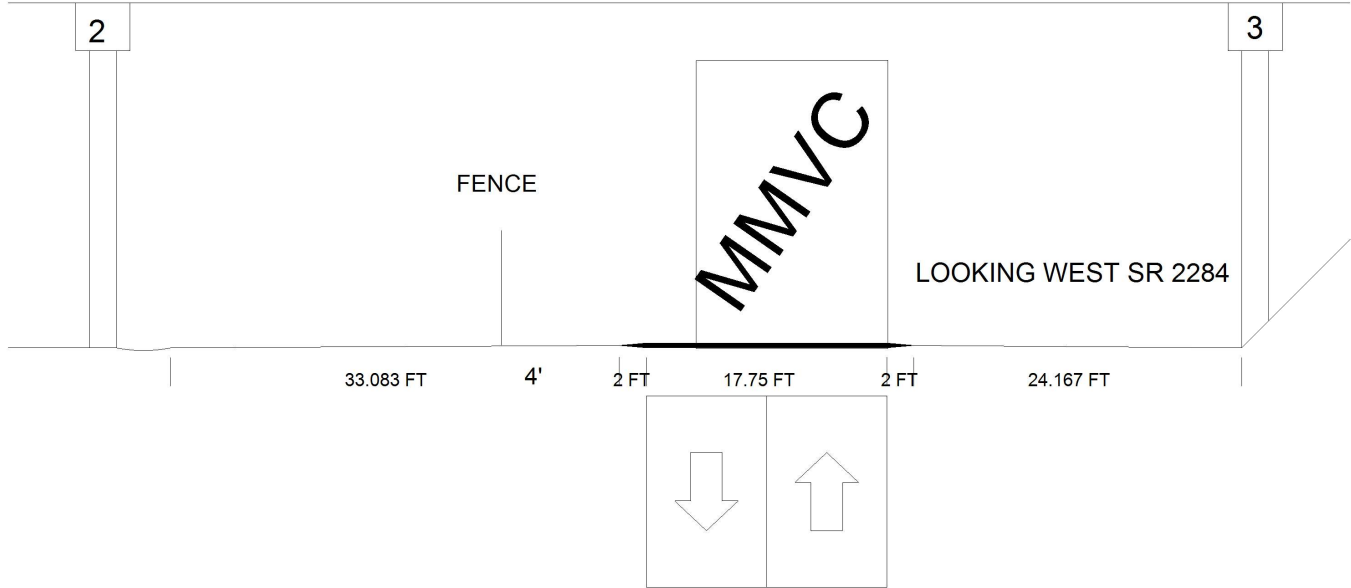 2
3
MMVC
FENCE
LOOKING WEST SR 2284
33.083 FT
4'
2 FT
17.75 FT
2 FT
24.167 FT